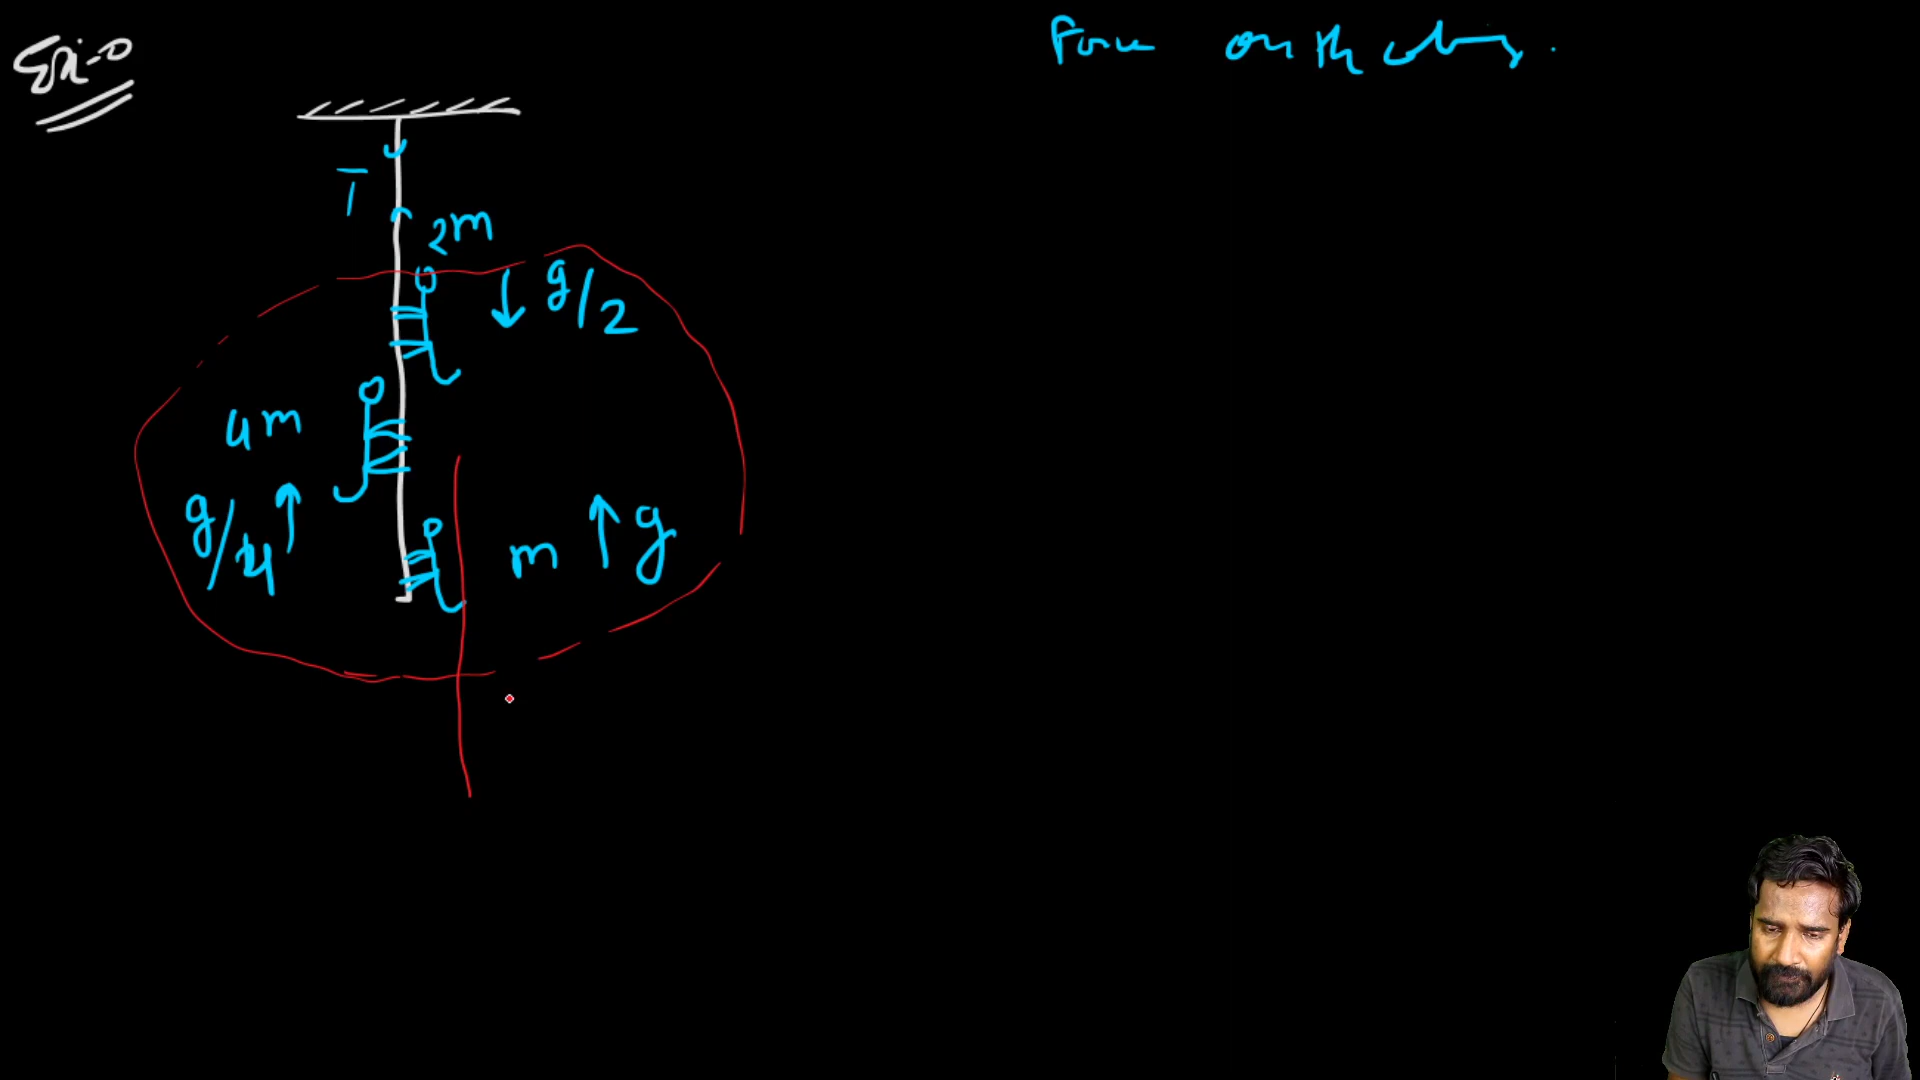 Force on the ceiling.
T
2m
g/2
4m
g/4
m g